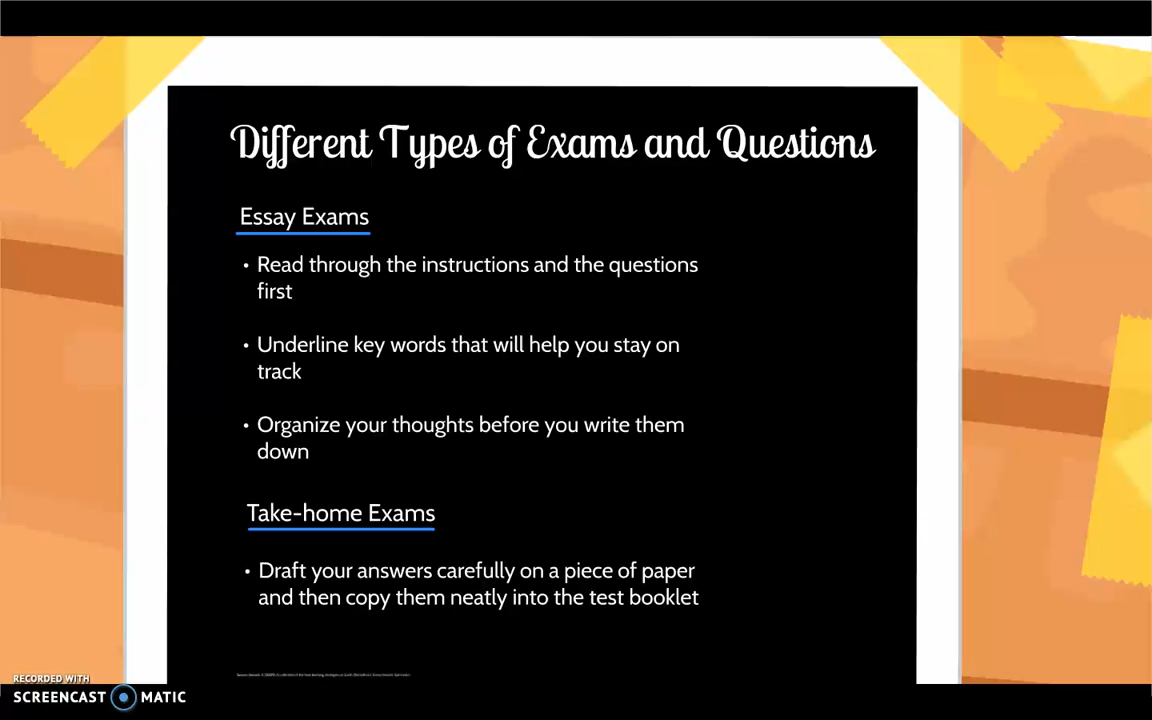 Different Types of Exams and Questions
Essay Exams
• Read through the instructions and the questions
first
• Underline key words that will help you stay on
track
• Organize your thoughts before you write them
down
Take-home Exams
• Draft your answers carefully on a piece of paper
and then copy them neatly into the test booklet
RECORDED WITH
SCREENCAST MATIC